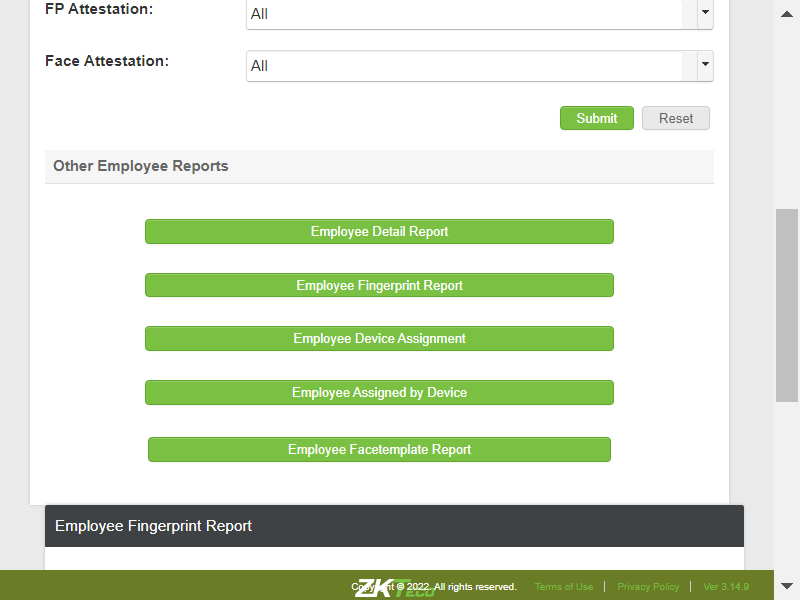 FP Attestation:
All
Face Attestation:
All
Submit
Reset
Other Employee Reports
Employee Detail Report
Employee Fingerprint Report
Employee Device Assignment
Employee Assigned by Device
Employee Facetemplate Report
Employee Fingerprint Report
ZKTeco
Copyright © 2022. All rights reserved.
Terms of Use | Privacy Policy | Ver 3.14.9